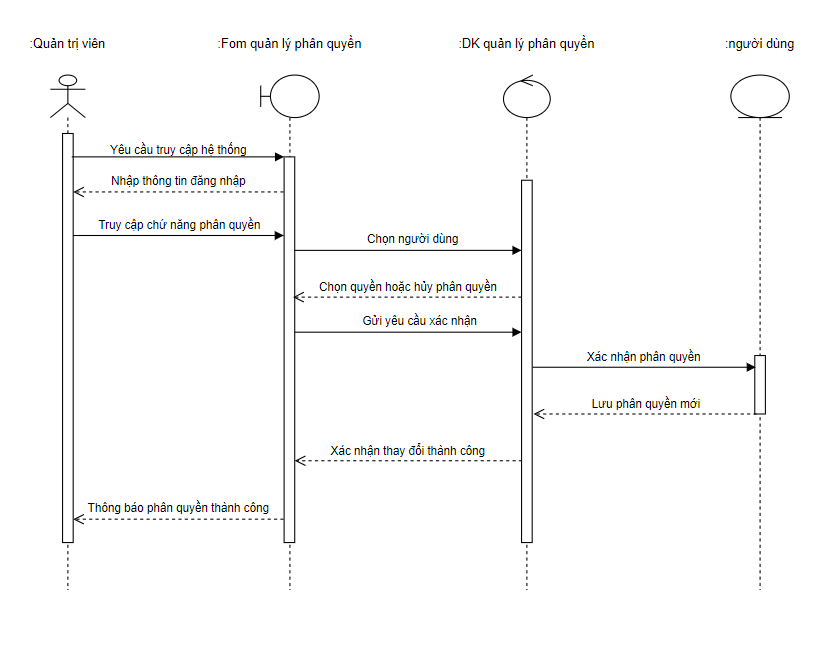 :Quản trị viên
:Fom quản lý phân quyền
:DK quản lý phân quyền
:người dùng
Yêu cầu truy cập hệ thống
Nhập thông tin đăng nhập
Truy cập chứ năng phân quyền
Chọn người dùng
Chọn quyền hoặc hủy phân quyền
Gửi yêu cầu xác nhận
Xác nhận phân quyền
Lưu phân quyền mới
Xác nhận thay đổi thành công
Thông báo phân quyền thành công